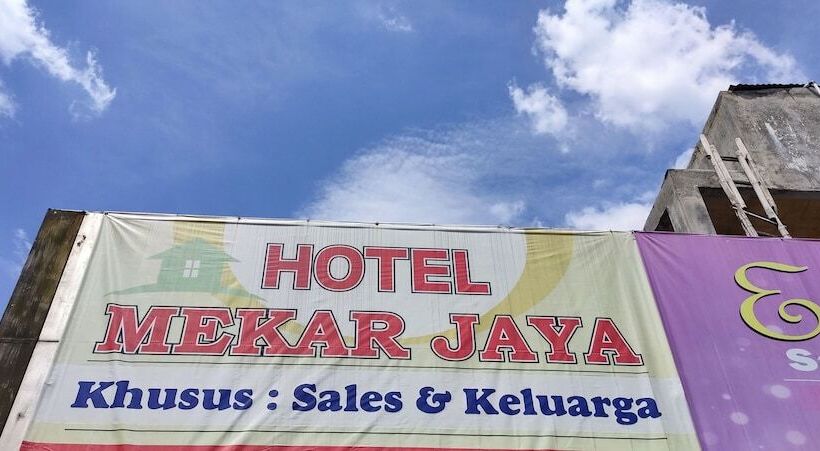 HOTEL
MEKAR JAYA
Khusus : Sales & Keluarga